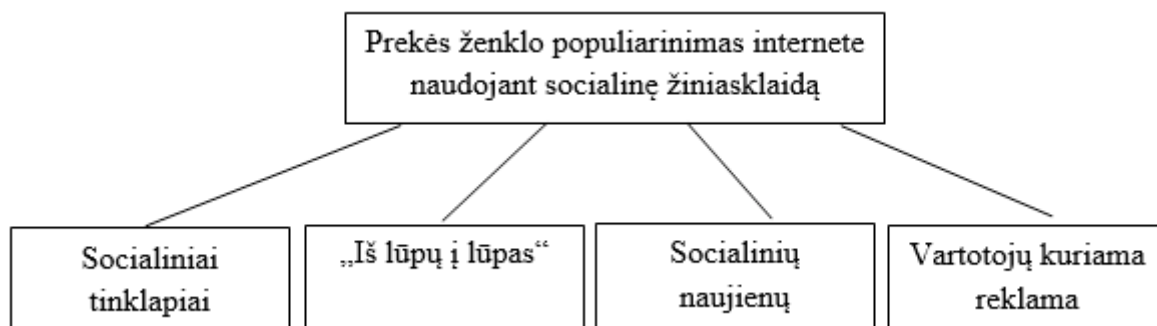 Prekės ženklo populiarinimas internete
naudojant socialinę žiniasklaidą
Socialiniai
tinklapiai
„Iš lūpų į lūpas“
Socialinių
naujienų
Vartotojų kuriama
reklama